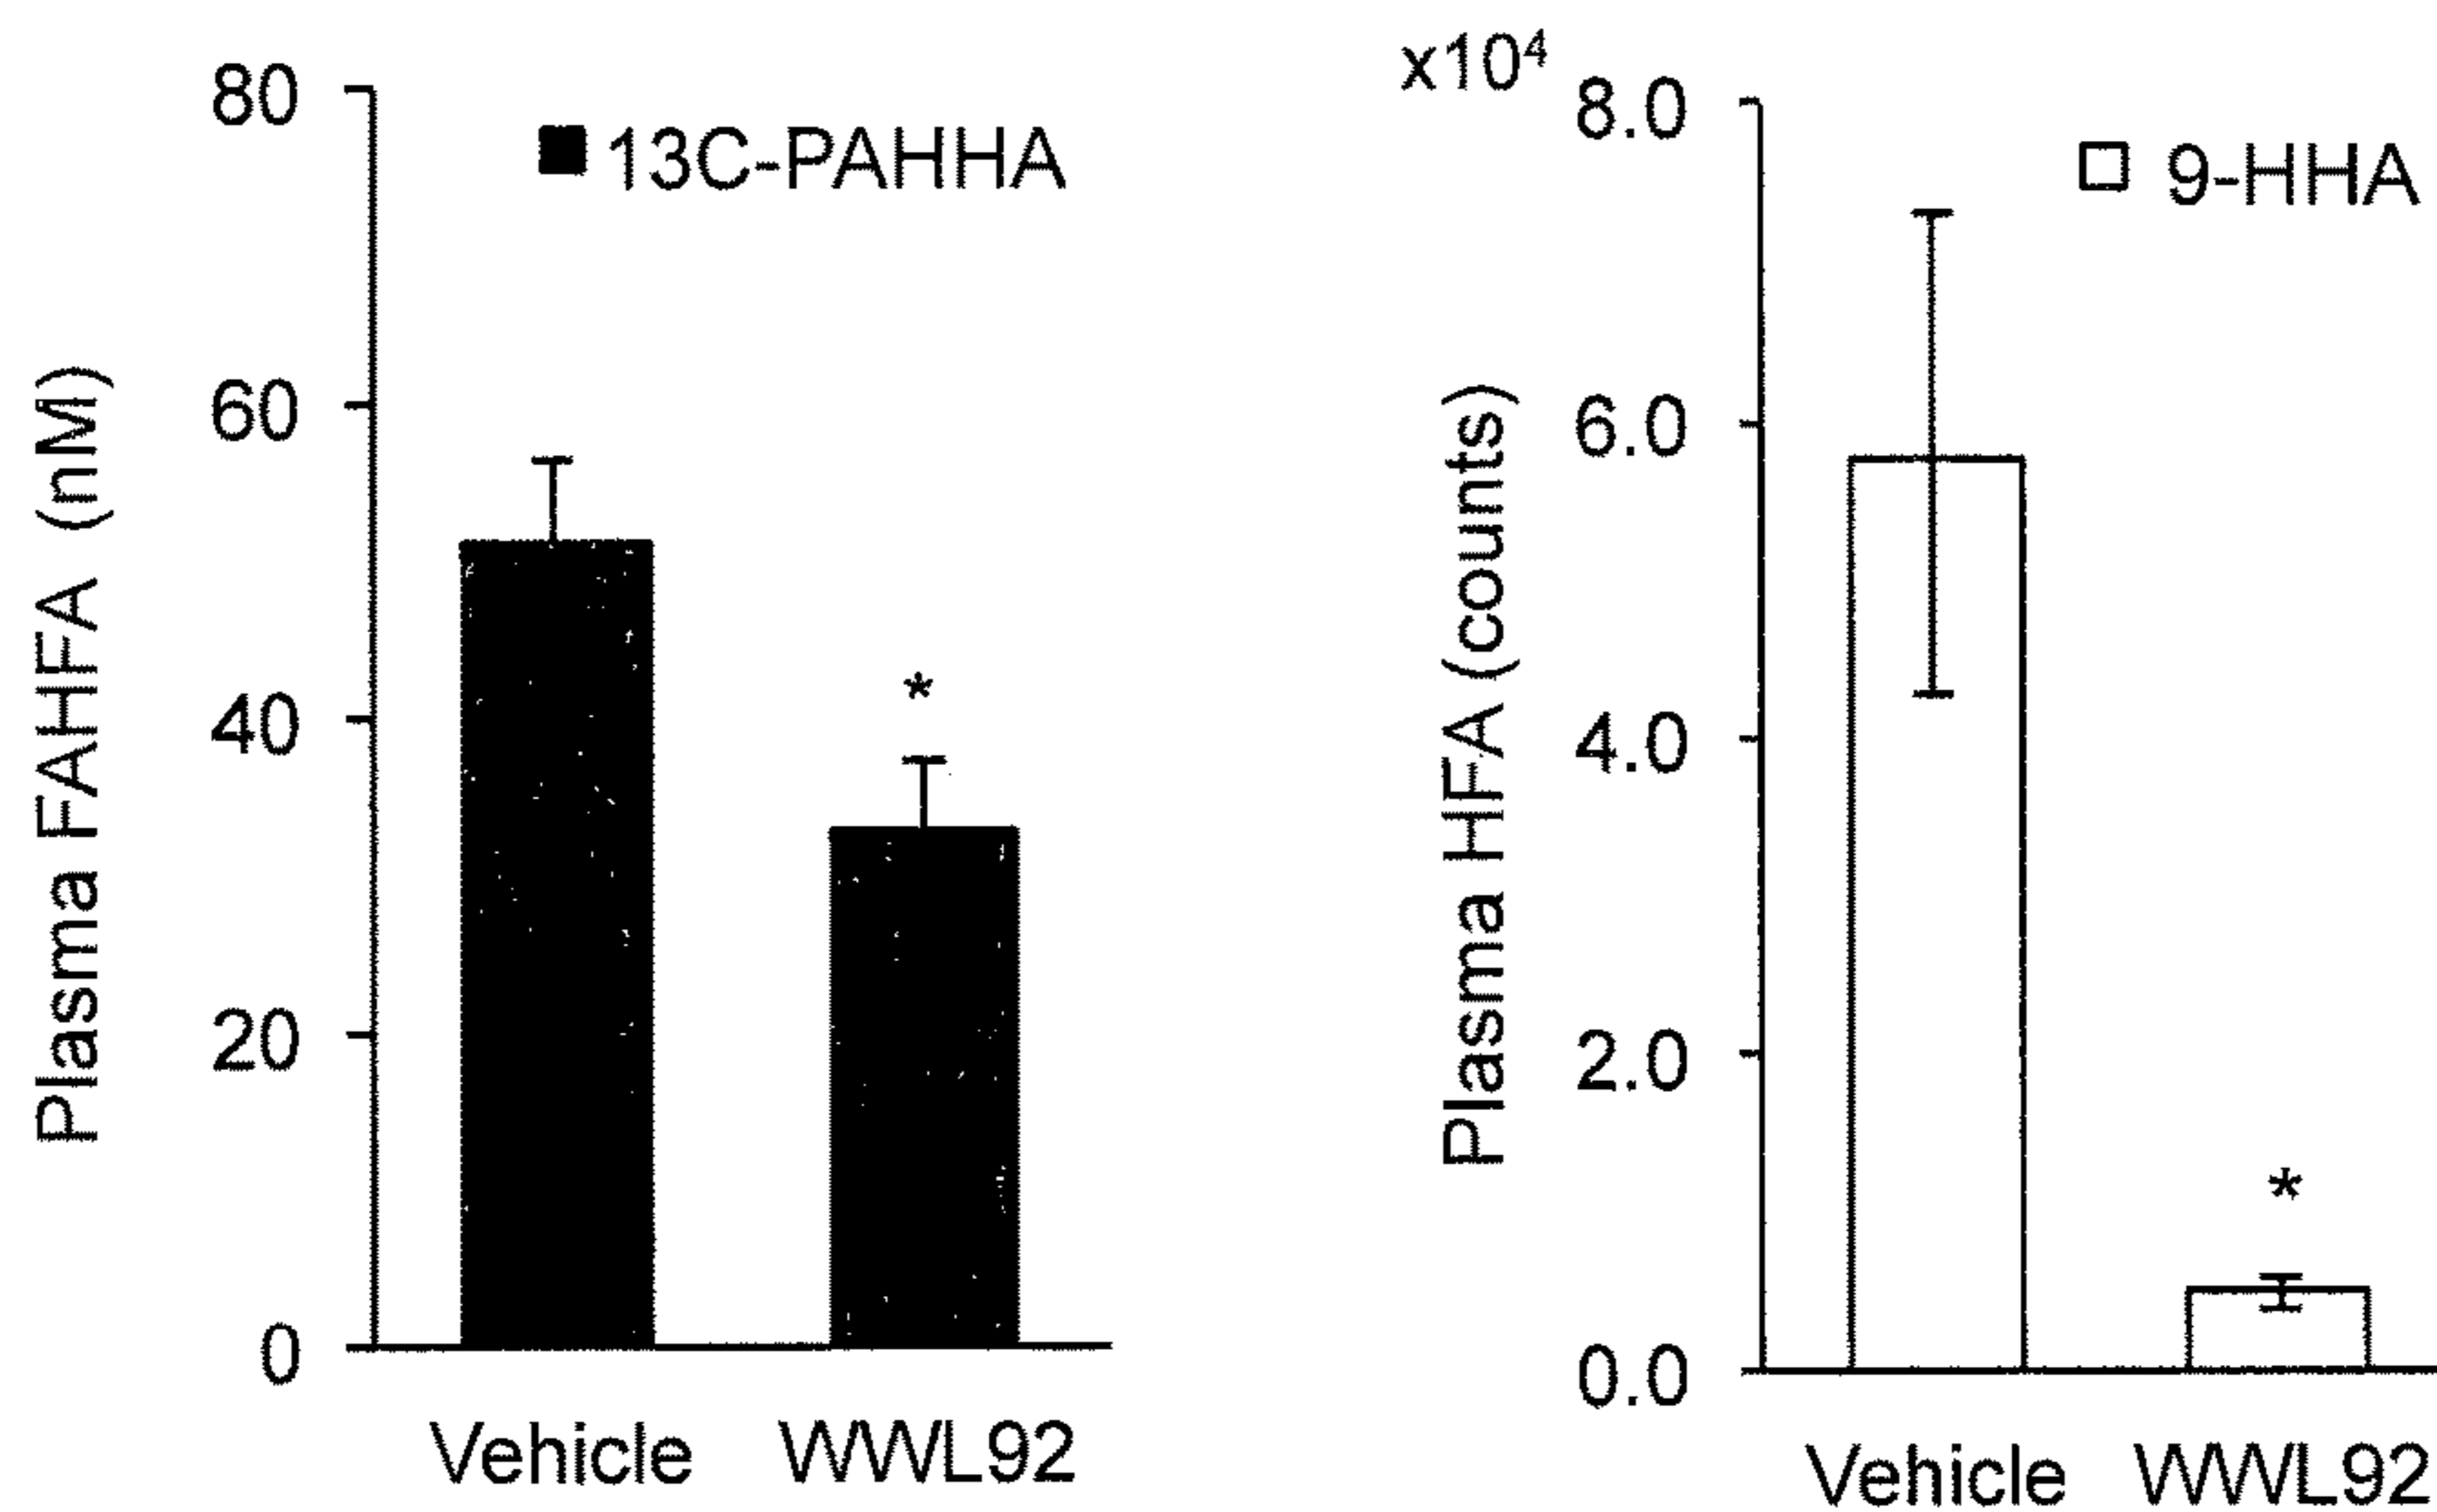 Plasma FAHFA (nM)
80
60
40
20
0
■ 13C-PAHHA
*
Vehicle WWL92
Plasma HFA (counts)
x10⁴
8.0
6.0
4.0
2.0
0.0
□ 9-HHA
*
Vehicle WWL92